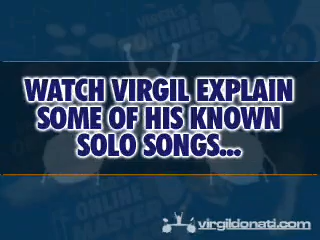 WATCH VIRGIL EXPLAIN
SOME OF HIS KNOWN
SOLO SONGS...
virgildonati.com